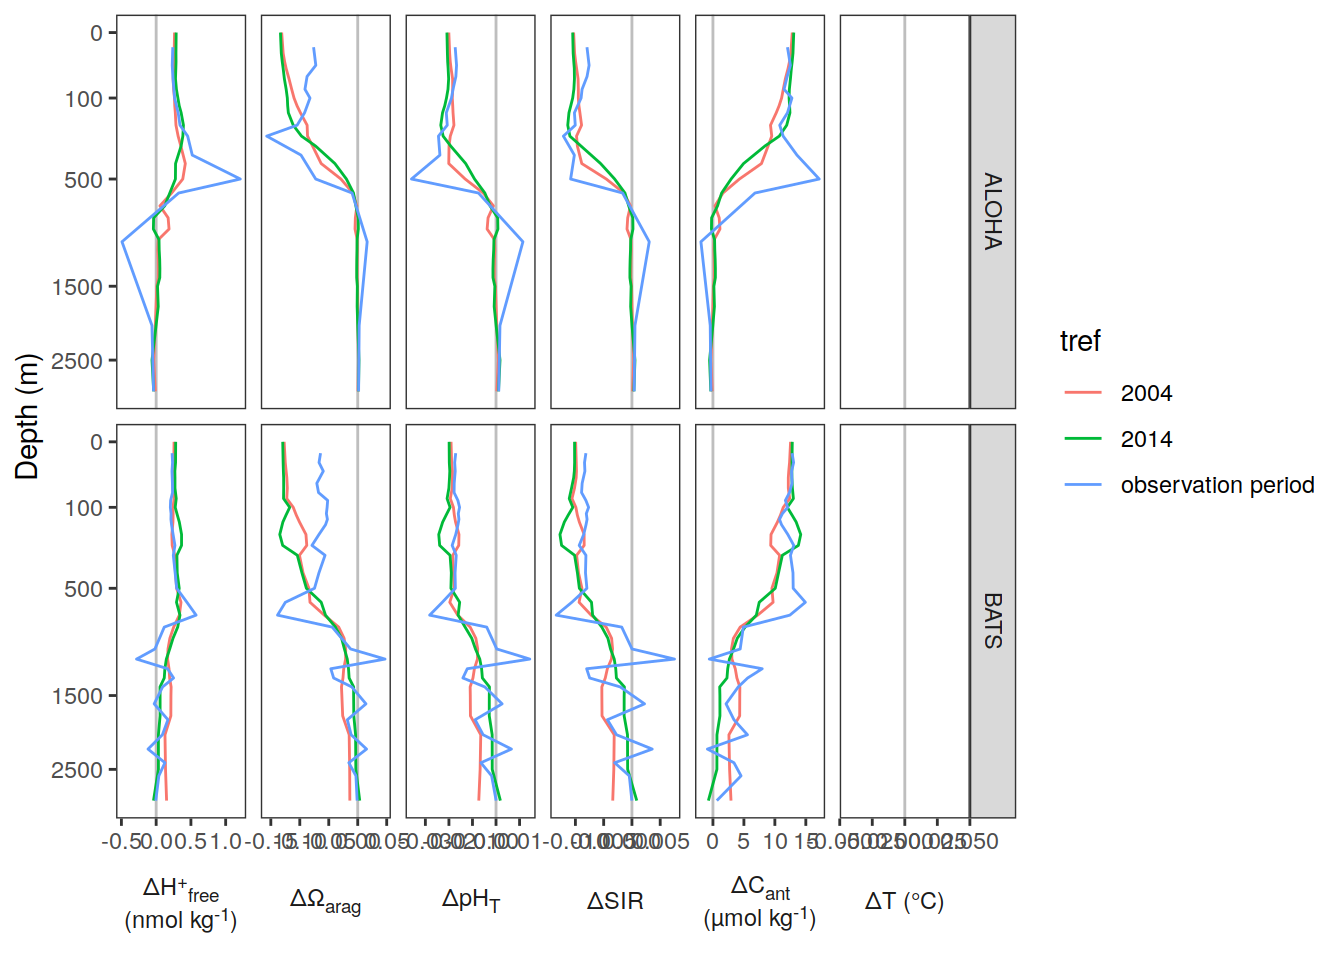 0
100
500
1500
2500
ALOHA
Depth (m)
0
100
500
1500
2500
BATS
-0.5 0.0 0.5 1.0
0 5 10 15
ΔH⁺free
(nmol kg⁻¹)
ΔΩarag
ΔpHT
ΔSIR
ΔCant
(μmol kg⁻¹)
ΔT (°C)
tref
2004
2014
observation period